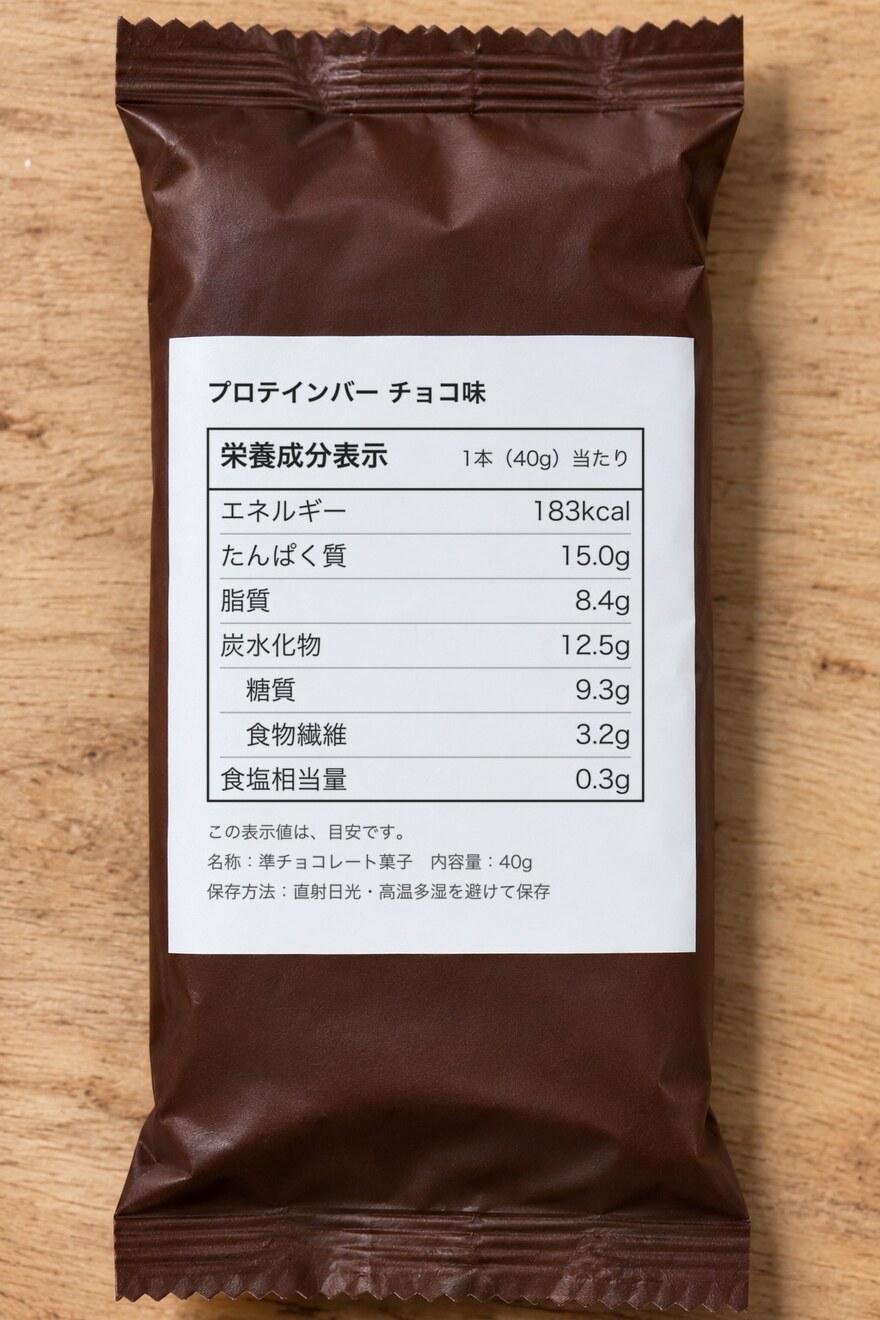 プロテインバー チョコ味
栄養成分表示 1本（40g）当たり
エネルギー 183kcal
たんぱく質 15.0g
脂質 8.4g
炭水化物 12.5g
糖質 9.3g
食物繊維 3.2g
食塩相当量 0.3g
この表示値は、目安です。
名称：準チョコレート菓子　内容量：40g
保存方法：直射日光・高温多湿を避けて保存